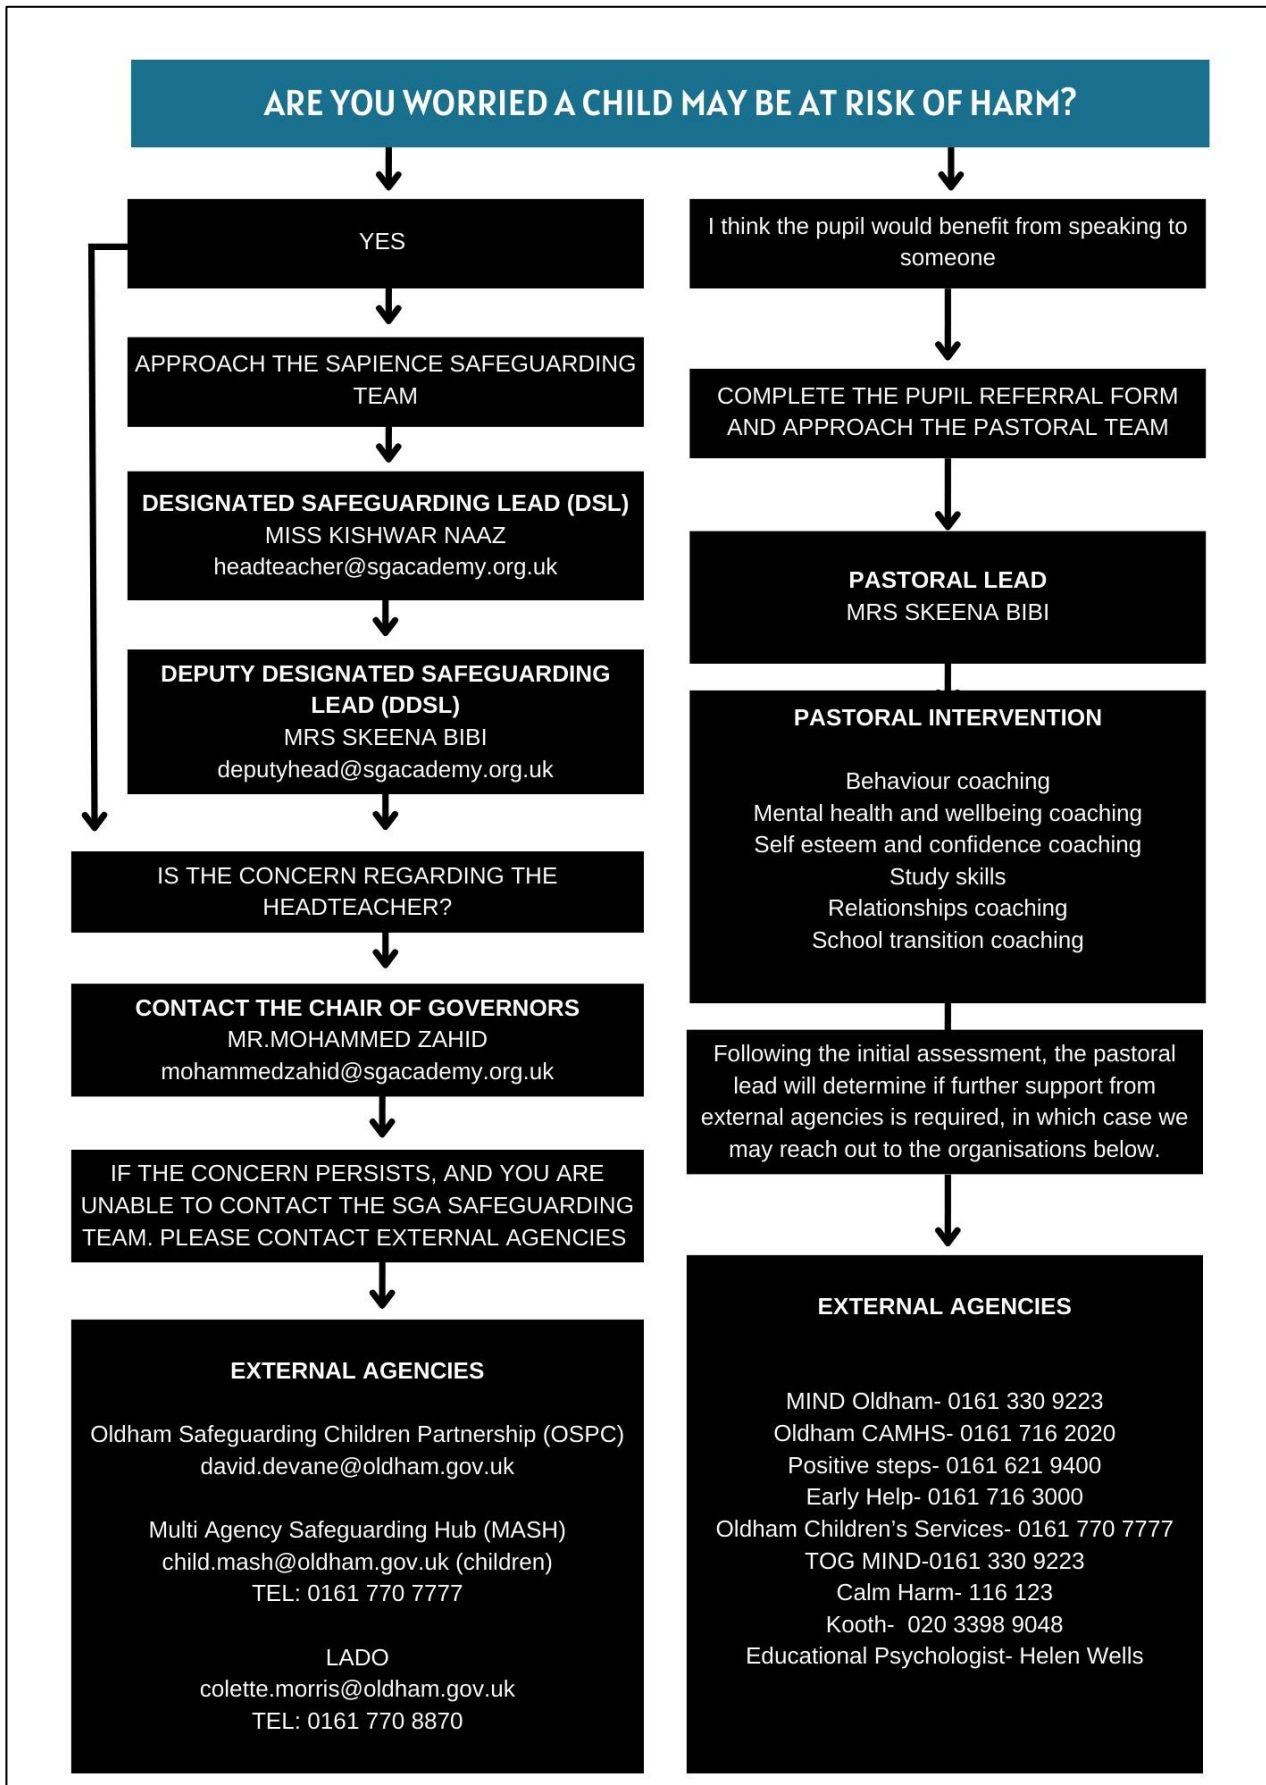 ARE YOU WORRIED A CHILD MAY BE AT RISK OF HARM?
YES
APPROACH THE SAPIENCE SAFEGUARDING
TEAM
DESIGNATED SAFEGUARDING LEAD (DSL)
MISS KISHWAR NAAZ
headteacher@sgacademy.org.uk
DEPUTY DESIGNATED SAFEGUARDING
LEAD (DDSL)
MRS SKEENA BIBI
deputyhead@sgacademy.org.uk
IS THE CONCERN REGARDING THE
HEADTEACHER?
CONTACT THE CHAIR OF GOVERNORS
MR.MOHAMMED ZAHID
mohammedzahid@sgacademy.org.uk
IF THE CONCERN PERSISTS, AND YOU ARE
UNABLE TO CONTACT THE SGA SAFEGUARDING
TEAM. PLEASE CONTACT EXTERNAL AGENCIES
EXTERNAL AGENCIES
Oldham Safeguarding Children Partnership (OSPC)
david.devane@oldham.gov.uk
Multi Agency Safeguarding Hub (MASH)
child.mash@oldham.gov.uk (children)
TEL: 0161 770 7777
LADO
colette.morris@oldham.gov.uk
TEL: 0161 770 8870
I think the pupil would benefit from speaking to
someone
COMPLETE THE PUPIL REFERRAL FORM
AND APPROACH THE PASTORAL TEAM
PASTORAL LEAD
MRS SKEENA BIBI
PASTORAL INTERVENTION
Behaviour coaching
Mental health and wellbeing coaching
Self esteem and confidence coaching
Study skills
Relationships coaching
School transition coaching
Following the initial assessment, the pastoral
lead will determine if further support from
external agencies is required, in which case we
may reach out to the organisations below.
EXTERNAL AGENCIES
MIND Oldham- 0161 330 9223
Oldham CAMHS- 0161 716 2020
Positive steps- 0161 621 9400
Early Help- 0161 716 3000
Oldham Children’s Services- 0161 770 7777
TOG MIND-0161 330 9223
Calm Harm- 116 123
Kooth-  020 3398 9048
Educational Psychologist- Helen Wells